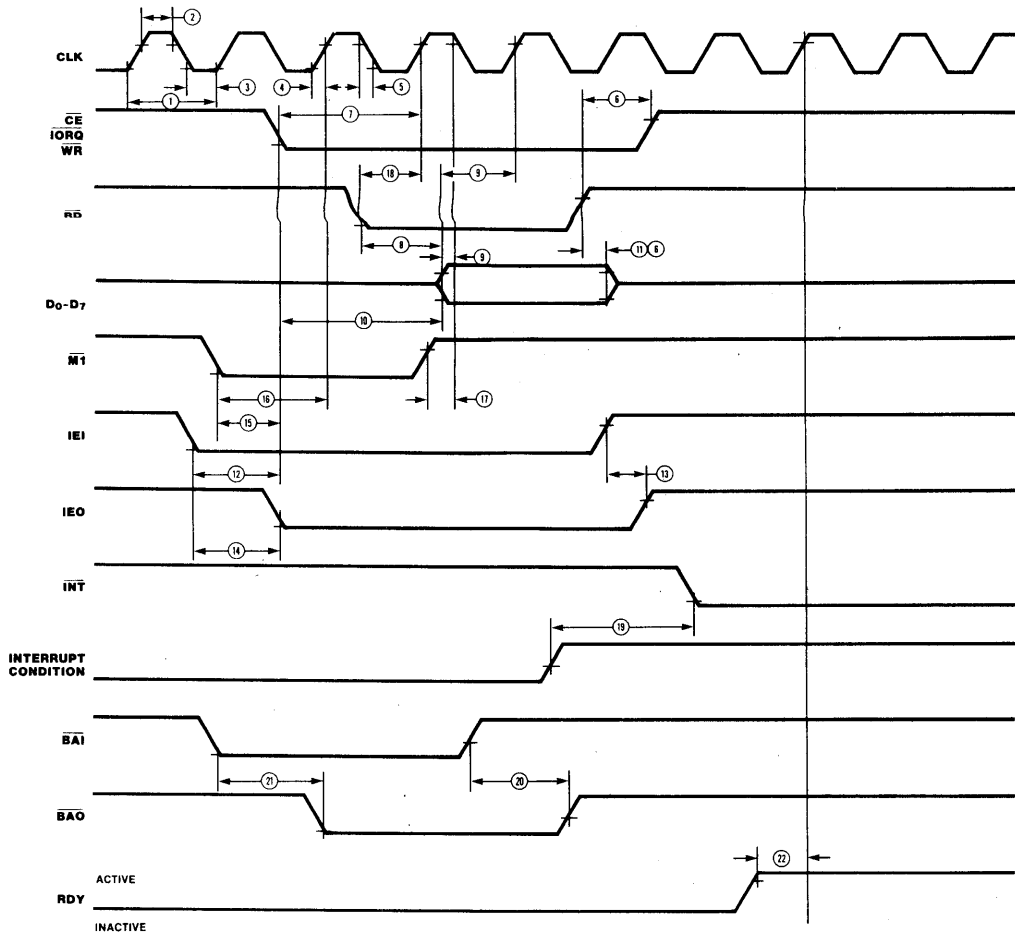 2
CLK
3
4
5
1
7
6
CE
IORQ
WR
18
9
RD
8
9
11 6
D0-D7
10
M1
16
17
15
IEI
12
13
IEO
14
INT
19
INTERRUPT
CONDITION
BAI
21
20
BAO
22
ACTIVE
RDY
INACTIVE